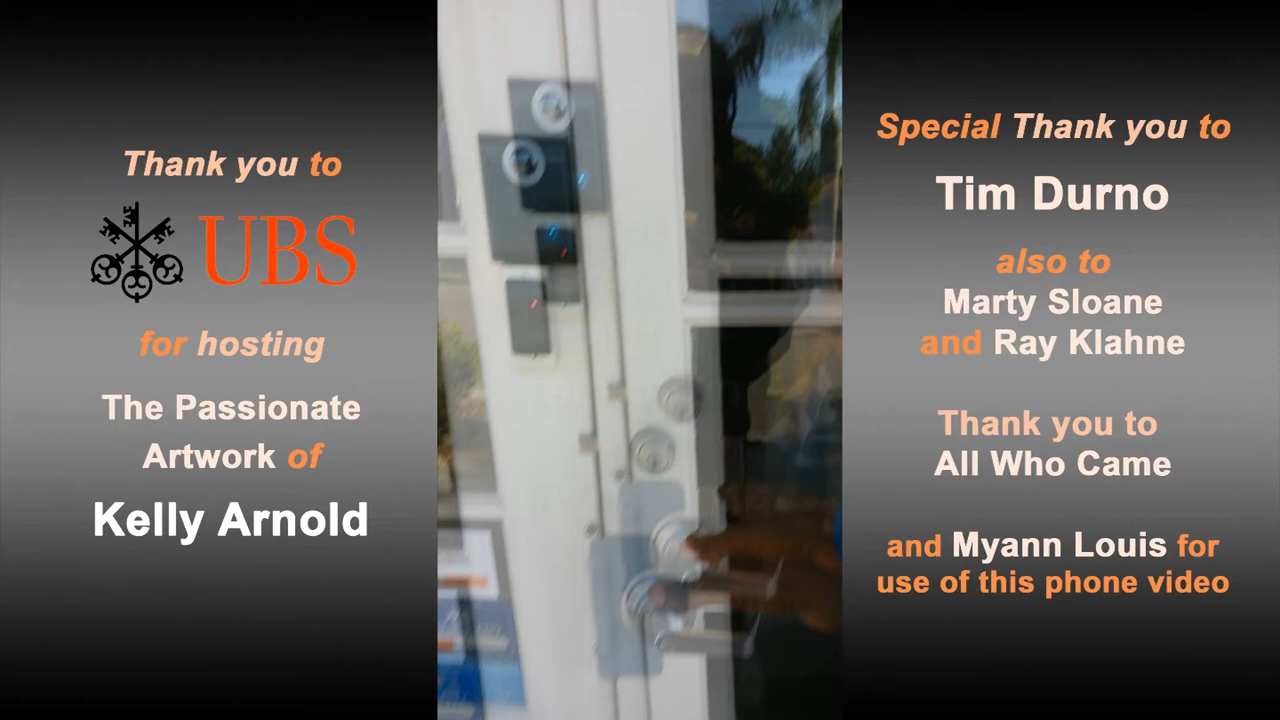 Thank you to
UBS
for hosting
The Passionate
Artwork of
Kelly Arnold
Special Thank you to
Tim Durno
also to
Marty Sloane
and Ray Klahne
Thank you to
All Who Came
and Myann Louis for
use of this phone video